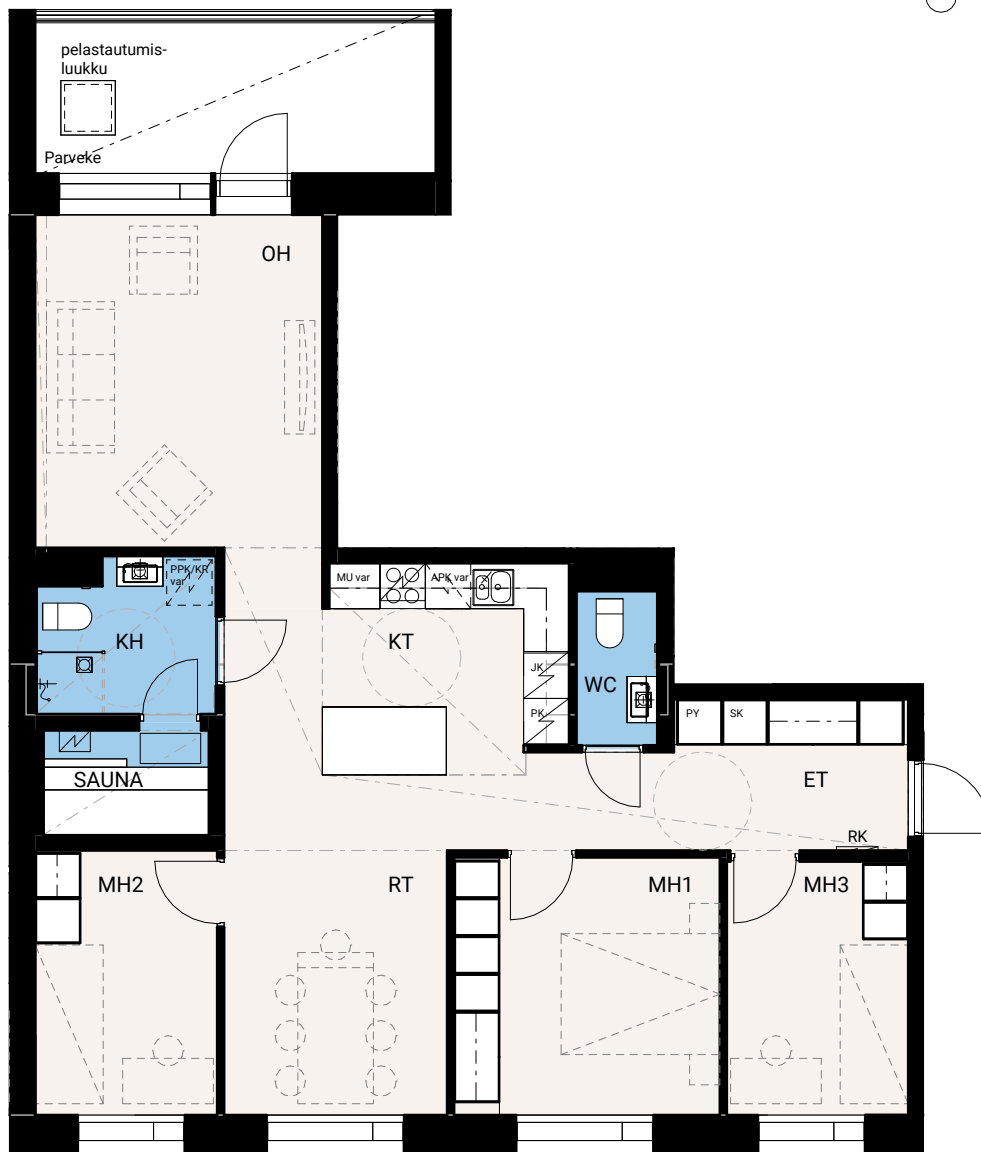 pelastautumis-
luukku
Parveke
OH
PPK/KR
var
MU var
APK var
KH
KT
JK
WC
PK
PY
SK
SAUNA
ET
RK
MH2
RT
MH1
MH3